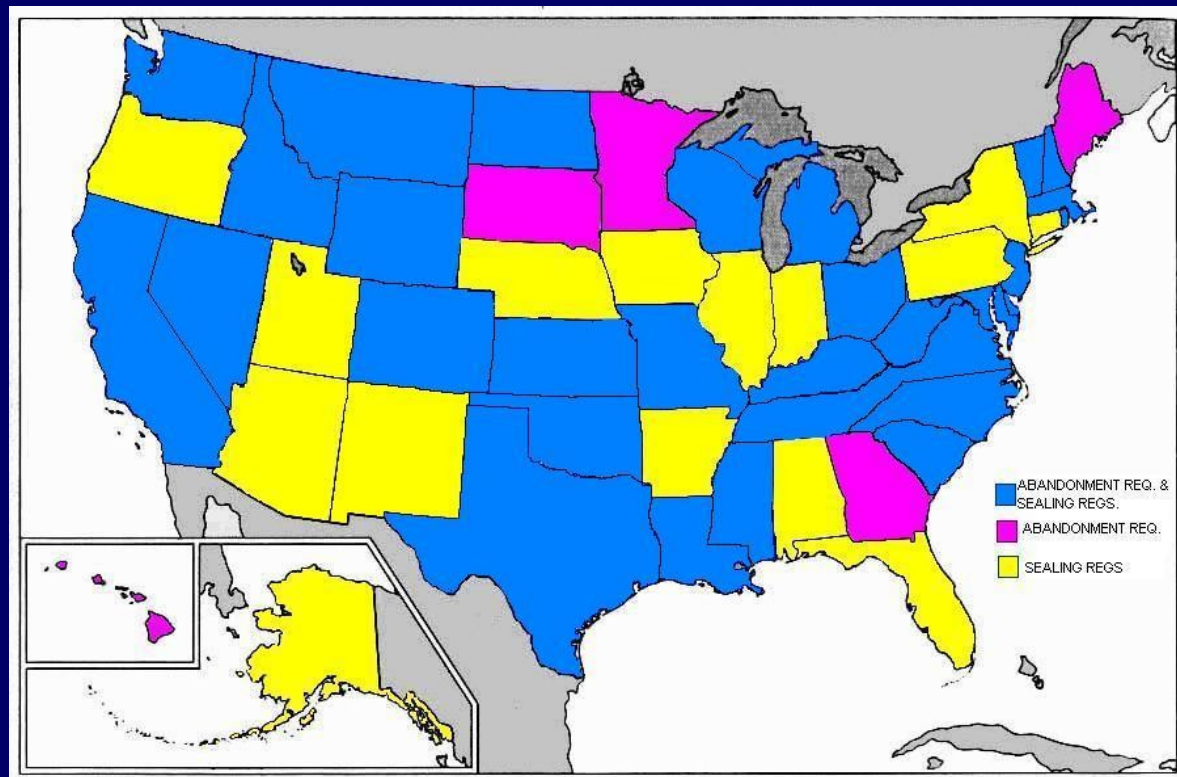 ABANDONMENT REQ. &
SEALING REGS.
ABANDONMENT REQ.
SEALING REGS